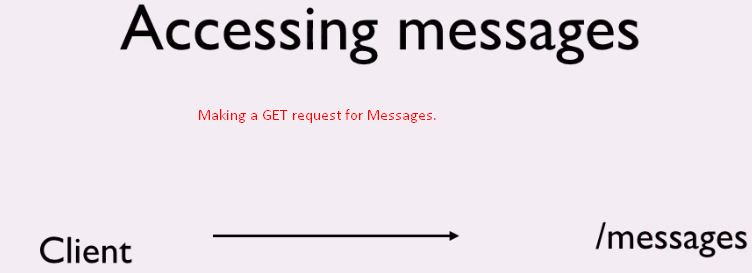 Accessing messages
Making a GET request for Messages.
Client
/messages